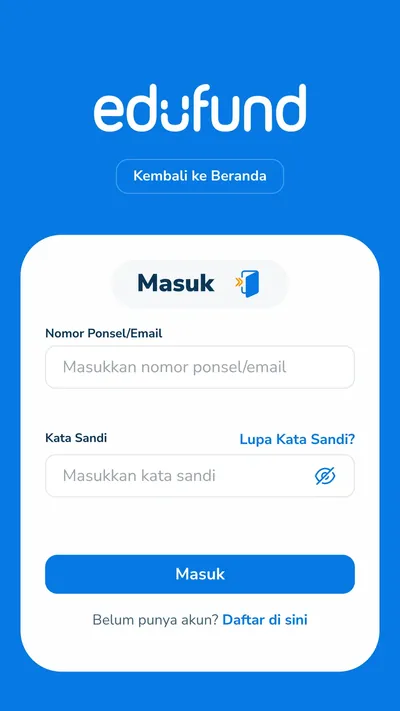 edufund
Kembali ke Beranda
Masuk
Nomor Ponsel/Email
Masukkan nomor ponsel/email
Kata Sandi Lupa Kata Sandi?
Masukkan kata sandi
Masuk
Belum punya akun? Daftar di sini